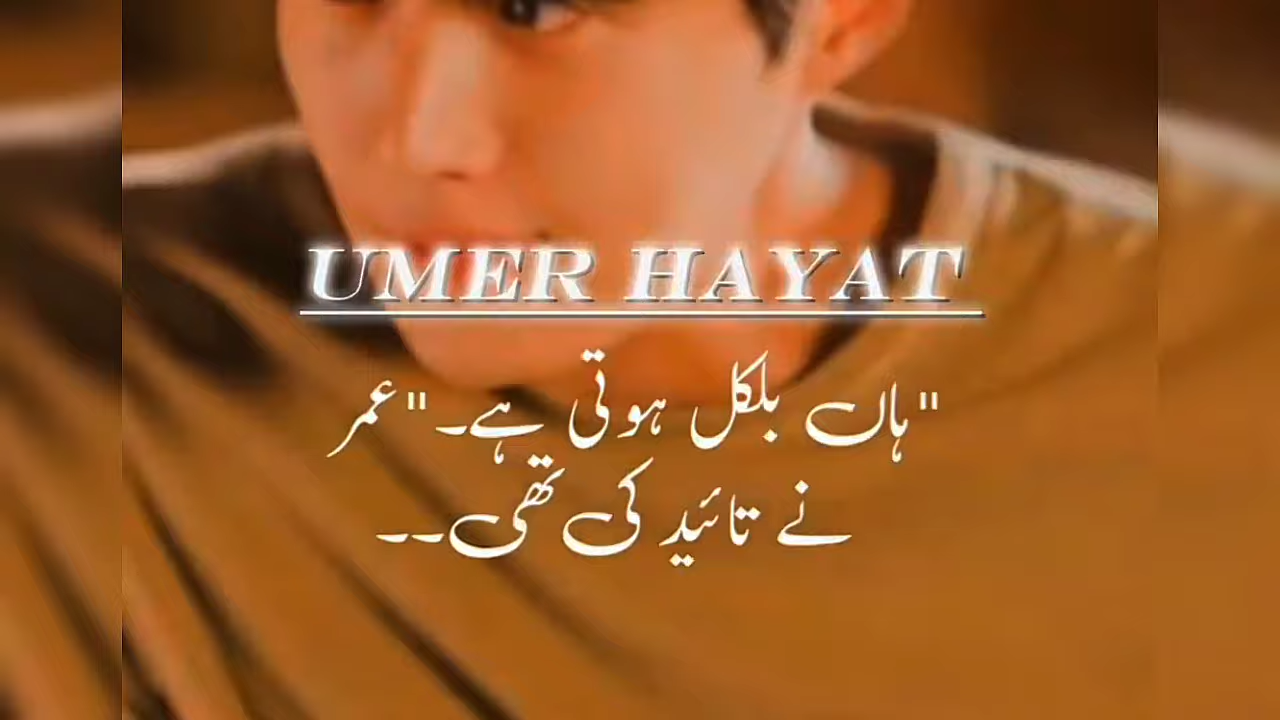 UMER HAYAT
"ہاں بلکل ہوتی ہے۔"عمر
نے تائید کی تھی۔۔